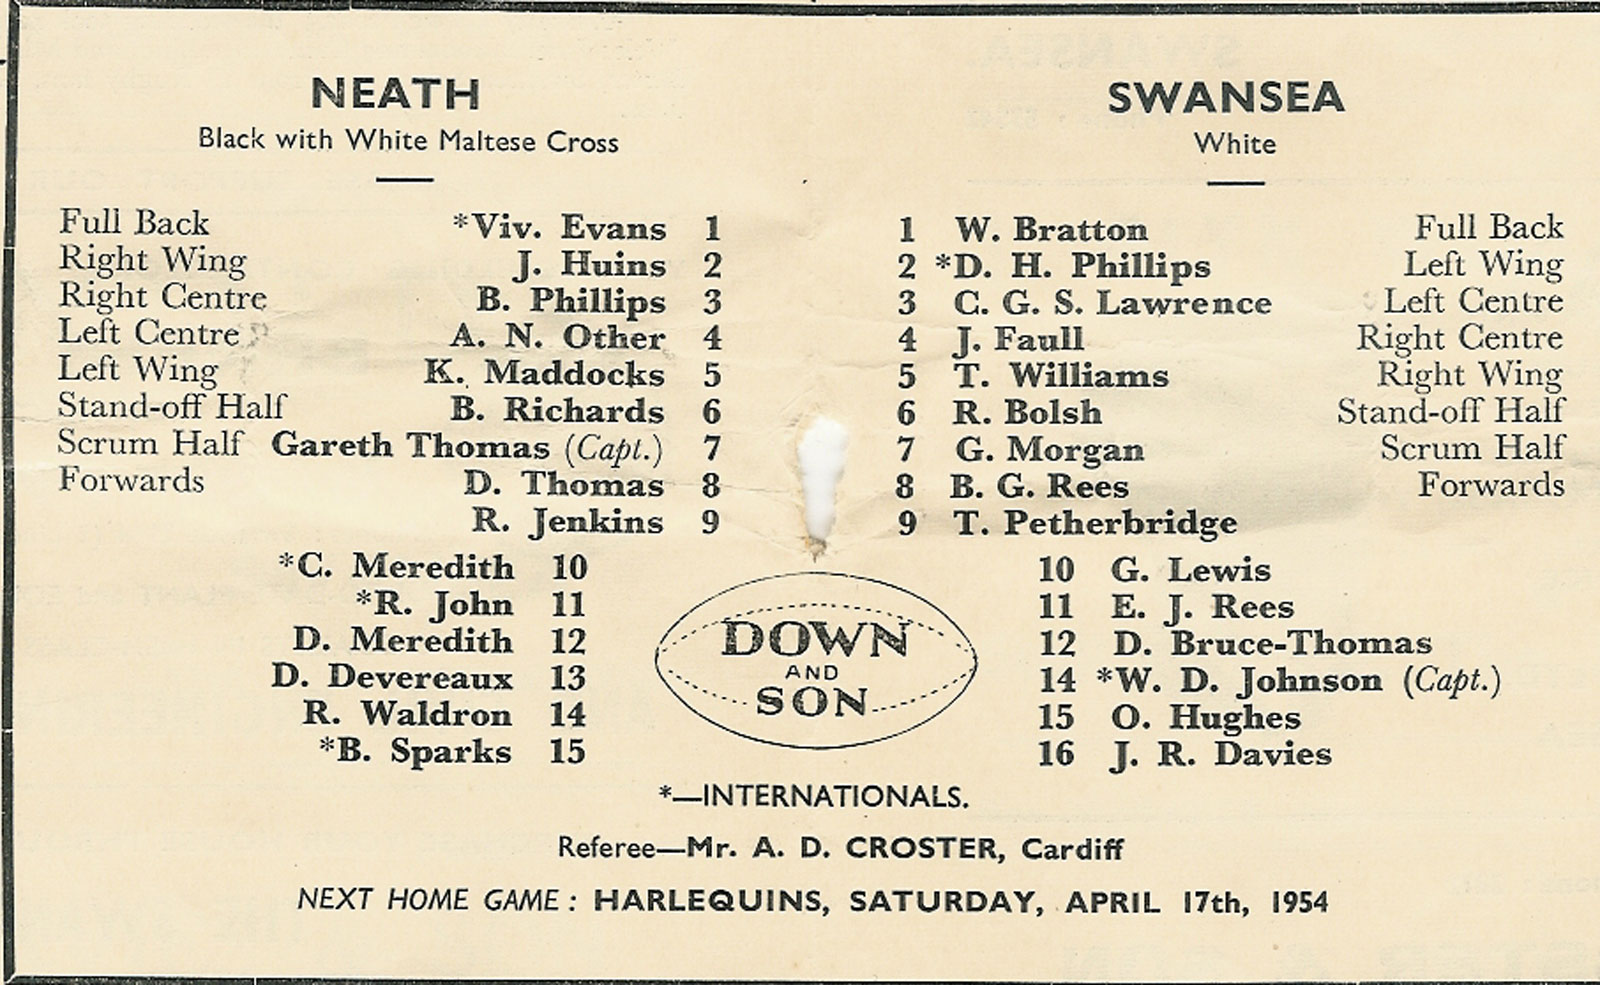 NEATH
Black with White Maltese Cross
SWANSEA
White
Full Back *Viv. Evans 1
Right Wing J. Huins 2
Right Centre B. Phillips 3
Left Centre A. N. Other 4
Left Wing K. Maddocks 5
Stand-off Half B. Richards 6
Scrum Half Gareth Thomas (Capt.) 7
Forwards D. Thomas 8
R. Jenkins 9
*C. Meredith 10
*R. John 11
D. Meredith 12
D. Devereaux 13
R. Waldron 14
*B. Sparks 15
1 W. Bratton Full Back
2 *D. H. Phillips Left Wing
3 C. G. S. Lawrence Left Centre
4 J. Faull Right Centre
5 T. Williams Right Wing
6 R. Bolsh Stand-off Half
7 G. Morgan Scrum Half
8 B. G. Rees Forwards
9 T. Petherbridge
10 G. Lewis
11 E. J. Rees
12 D. Bruce-Thomas
14 *W. D. Johnson (Capt.)
15 O. Hughes
16 J. R. Davies
DOWN
AND
SON
*—INTERNATIONALS.
Referee—Mr. A. D. CROSTER, Cardiff
NEXT HOME GAME : HARLEQUINS, SATURDAY, APRIL 17th, 1954